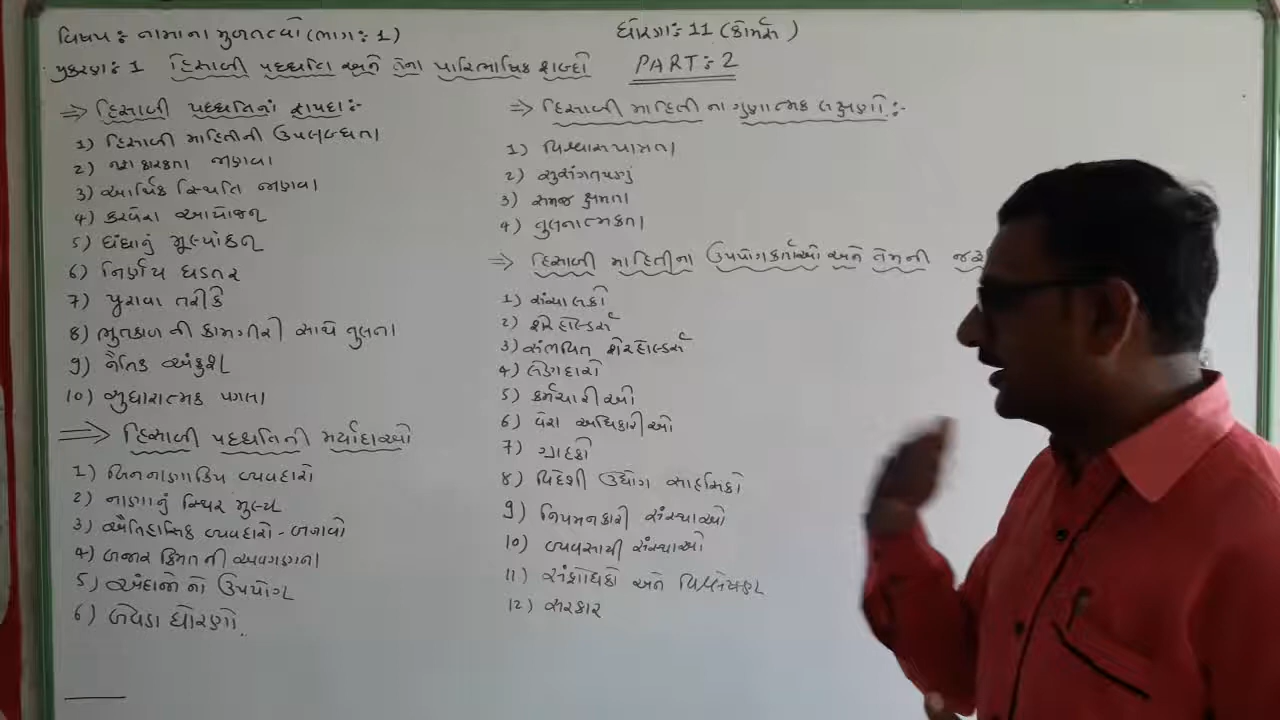 વિષય : નામાના મૂળતત્વો (ભાગ : 1)
ધોરણ : 11 (કોમર્સ)
પ્રકરણ : 1 હિસાબી પદ્ધતિ અને તેના પારિભાષિક શબ્દો PART : 2
⇒ હિસાબી પદ્ધતિનાં ફાયદા :-
1) હિસાબી માહિતીની ઉપલબ્ધતા
2) નફાકારકતા જાણવા
3) આર્થિક સ્થિતિ જાણવા
4) કરવેરા આયોજન
5) ધંધાનું મૂલ્યાંકન
6) નિર્ણય ઘડતર
7) પુરાવા તરીકે
8) ભુતકાળ ની કામગીરી સાથે તુલના
9) નૈતિક અંકુશ
10) સુધારાત્મક પગલા
⇒ હિસાબી પદ્ધતિની મર્યાદાઓ
1) બિનનાણાકિય વ્યવહારો
2) નાણાનું સ્થિર મુલ્ય
3) ઐતિહાસિક વ્યવહારો - બનાવો
4) બજાર કિંમત ની અવગણના
5) અંદાજો નો ઉપયોગ
6) બેવડા ધોરણો.
⇒ હિસાબી માહિતી ના ગુણાત્મક લક્ષણો :-
1) વિશ્વાસપાત્રતા
2) સુસંગતપણું
3) સમજ ક્ષમતા
4) તુલનાત્મકતા
⇒ હિસાબી માહિતીના ઉપયોગકર્તાઓ અને તેમની
1) સંચાલકો
2) શેરહોલ્ડર્સ
3) સંભવિત શેરહોલ્ડર્સ
4) લેણદારો
5) કર્મચારીઓ
6) વેરા અધિકારીઓ
7) ગ્રાહકો
8) વિદેશી ઉદ્યોગ સાહસિકો
9) નિયમનકારી સંસ્થાઓ
10) વ્યવસાયી સંસ્થાઓ
11) સંશોધકો અને વિશ્લેષકો
12) સરકાર